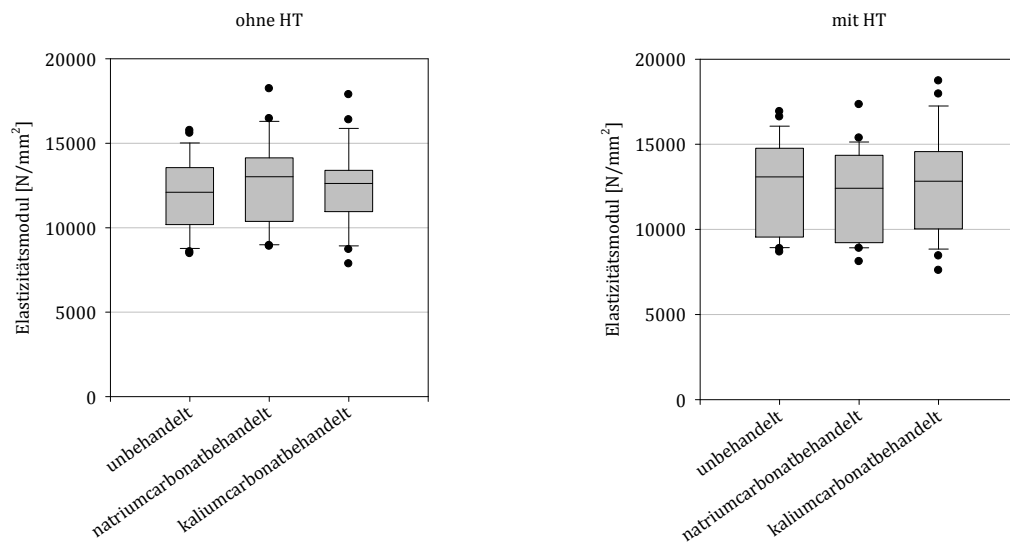 ohne HT
Elastizitätsmodul [N/mm²]
20000
15000
10000
5000
0
unbehandelt
natriumcarbonatbehandelt
kaliumcarbonatbehandelt
mit HT
Elastizitätsmodul [N/mm²]
20000
15000
10000
5000
0
unbehandelt
natriumcarbonatbehandelt
kaliumcarbonatbehandelt